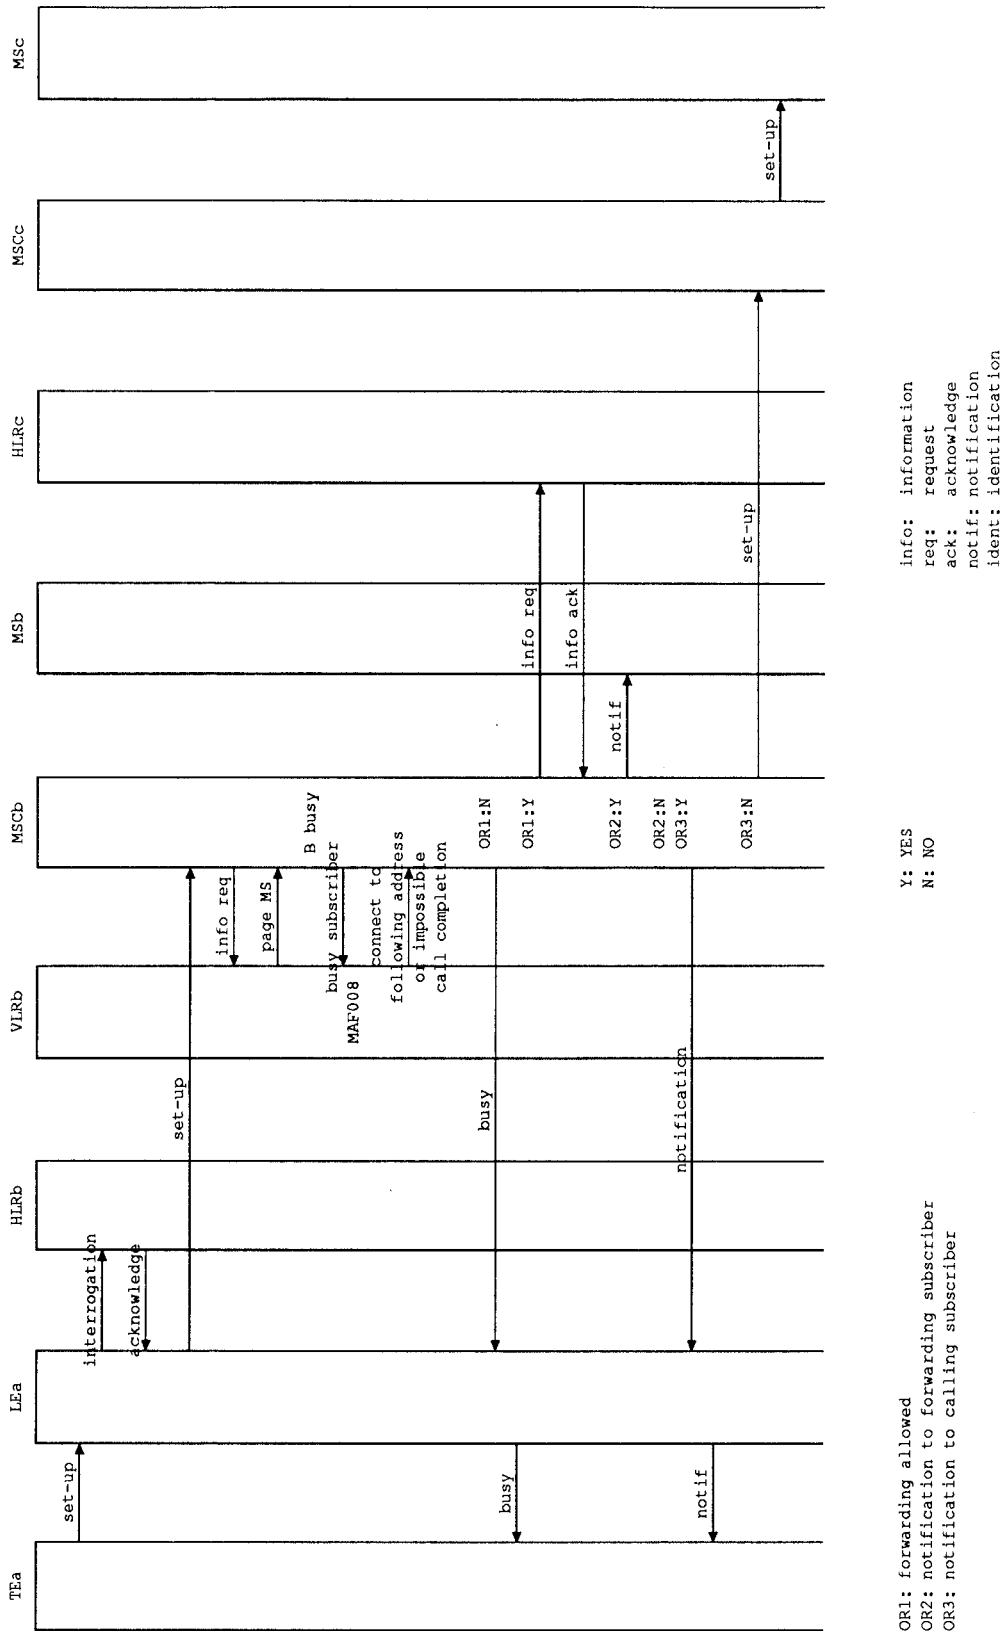 TEa
LEa
HLRb
VLRb
MSCb
MSb
HLRc
MSCc
MSc
set-up
interrogation
acknowledge
set-up
info req
page MS
B busy
busy subscriber
MAF008
connect to
following address
or impossible
call completion
OR1:N
busy
busy
OR1:Y
info req
info ack
OR2:Y
notif
OR2:N
OR3:Y
notification
notif
OR3:N
set-up
set-up
OR1: forwarding allowed
OR2: notification to forwarding subscriber
OR3: notification to calling subscriber
Y: YES
N: NO
info: information
req: request
ack: acknowledge
notif: notification
ident: identification